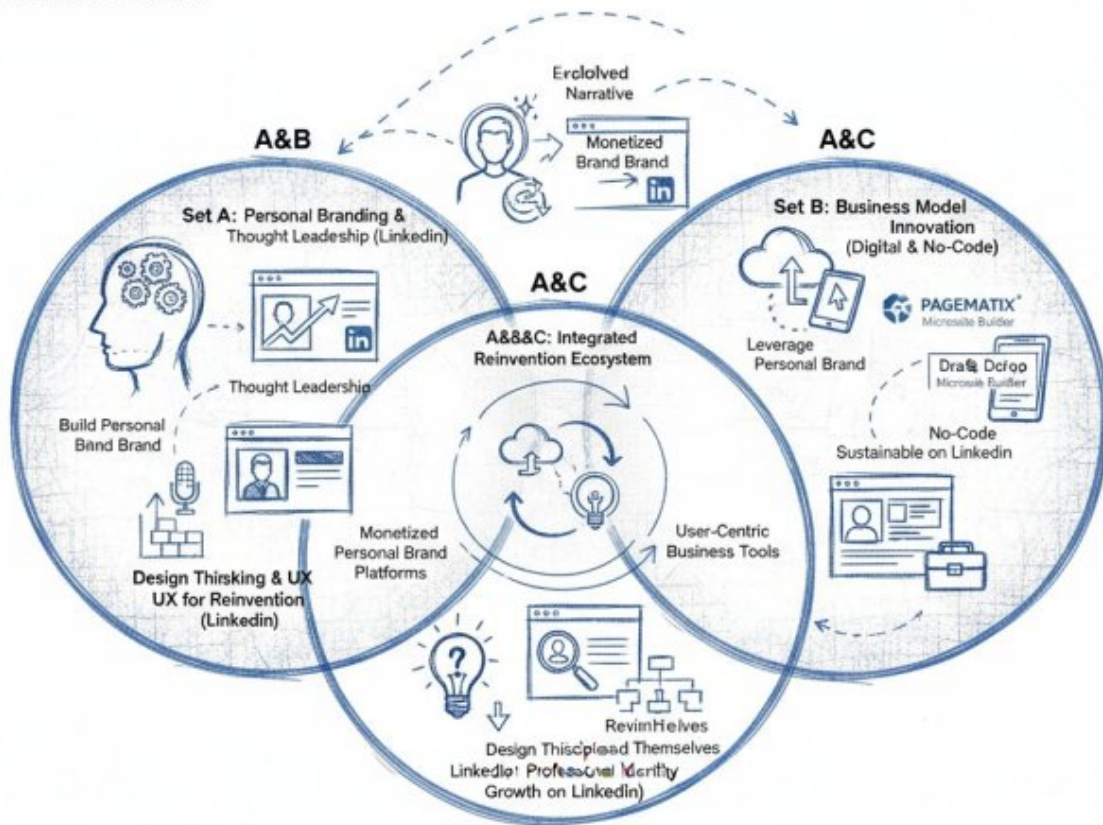 Narrative
A&B
Monetized
Brand Brand
in
A&C
Set A: Personal Branding &
Thought Leadership (Linkedin)
in
Thought Leadership
Build Personal
Brand
Design Thirsking & UX
UX for Reinvention
(Linkedin)
A&C
A&&&C: Integrated
Reinvention Ecosystem
Monetized
Personal Brand
Platforms
User-Centric
Business Tools
Set B: Business Model
Innovation
(Digital & No-Code)
PAGEMATIX
Microsite Builder
Leverage
Personal Brand
Microsite Builder
No-Code
Sustainable on Linkedin
?
Design Themselves
Growth on Linkedin)